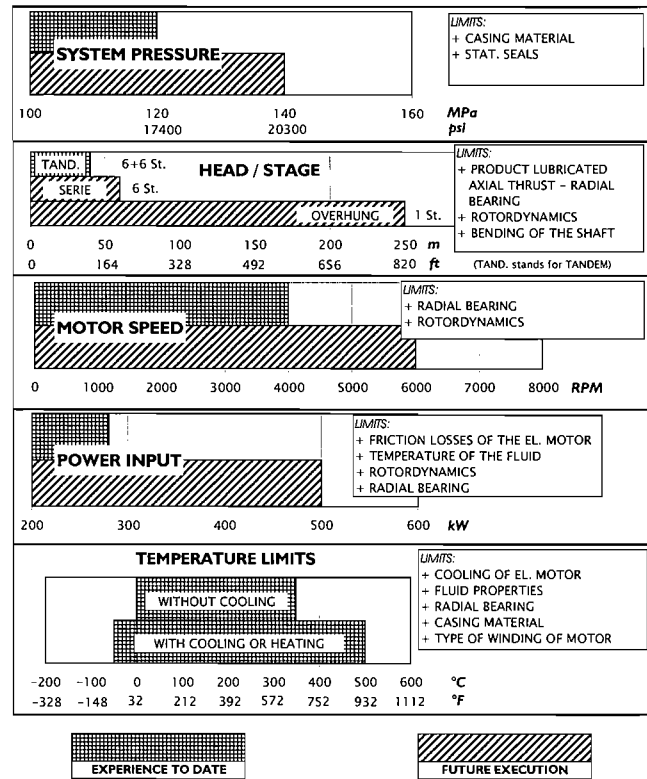 SYSTEM PRESSURE
LIMITS:
+ CASING MATERIAL
+ STAT. SEALS
100 120 140 160 MPa
17400 20300 psi
TAND. 6+6 St. HEAD / STAGE
SERIE 6 St.
OVERHUNG 1 St.
LIMITS:
+ PRODUCT LUBRICATED
AXIAL THRUST – RADIAL
BEARING
+ ROTORDYNAMICS
+ BENDING OF THE SHAFT
0 50 100 150 200 250 m
0 164 328 492 656 820 ft (TAND. stands for TANDEM)
MOTOR SPEED
LIMITS:
+ RADIAL BEARING
+ ROTORDYNAMICS
0 1000 2000 3000 4000 5000 6000 7000 8000 RPM
POWER INPUT
LIMITS:
+ FRICTION LOSSES OF THE EL. MOTOR
+ TEMPERATURE OF THE FLUID
+ ROTORDYNAMICS
+ RADIAL BEARING
200 300 400 500 600 kW
TEMPERATURE LIMITS
WITHOUT COOLING
WITH COOLING OR HEATING
LIMITS:
+ COOLING OF EL. MOTOR
+ FLUID PROPERTIES
+ RADIAL BEARING
+ CASING MATERIAL
+ TYPE OF WINDING OF MOTOR
–200 –100 0 100 200 300 400 500 600 °C
–328 –148 32 212 392 572 752 932 1112 °F
EXPERIENCE TO DATE
FUTURE EXECUTION